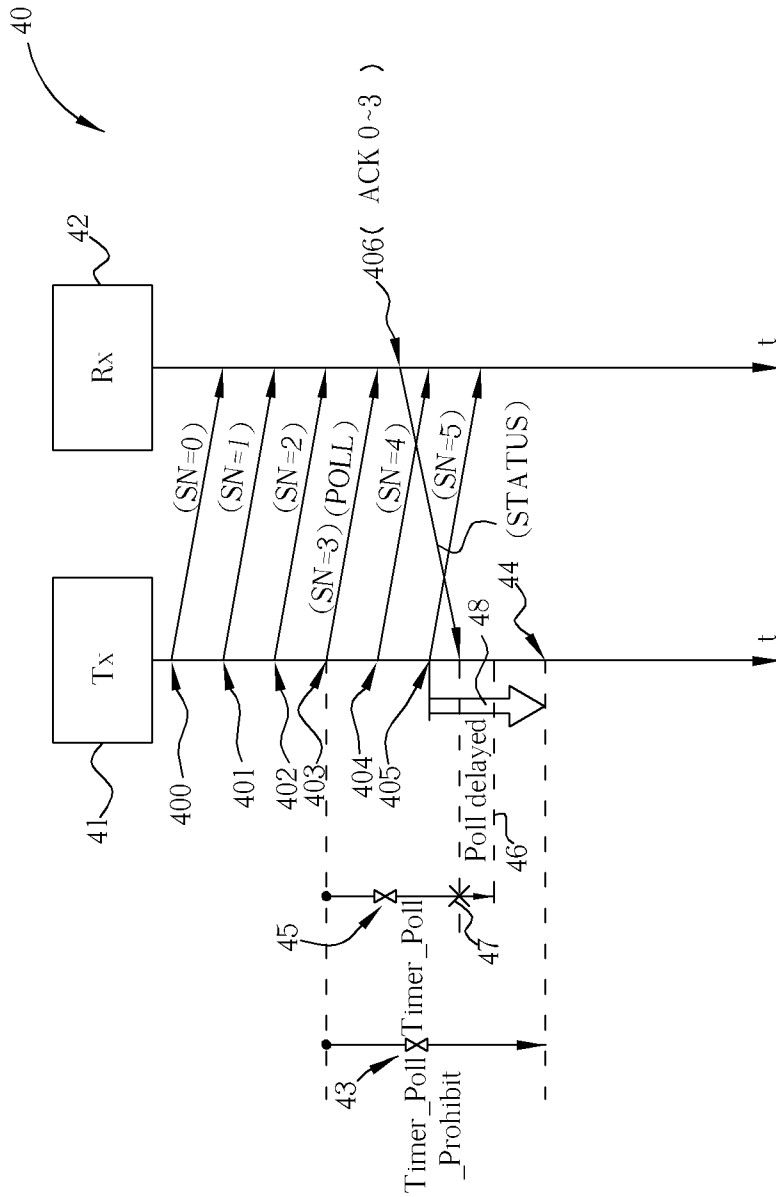 40
Tx
41
Rx
42
400
(SN=0)
401
(SN=1)
402
(SN=2)
403
(SN=3)(POLL)
404
(SN=4)
405
(SN=5)
406( ACK 0~3 )
(STATUS)
44
48
Poll delayed
46
45
Timer_Poll
47
43
Timer_Poll
_Prohibit
t
t